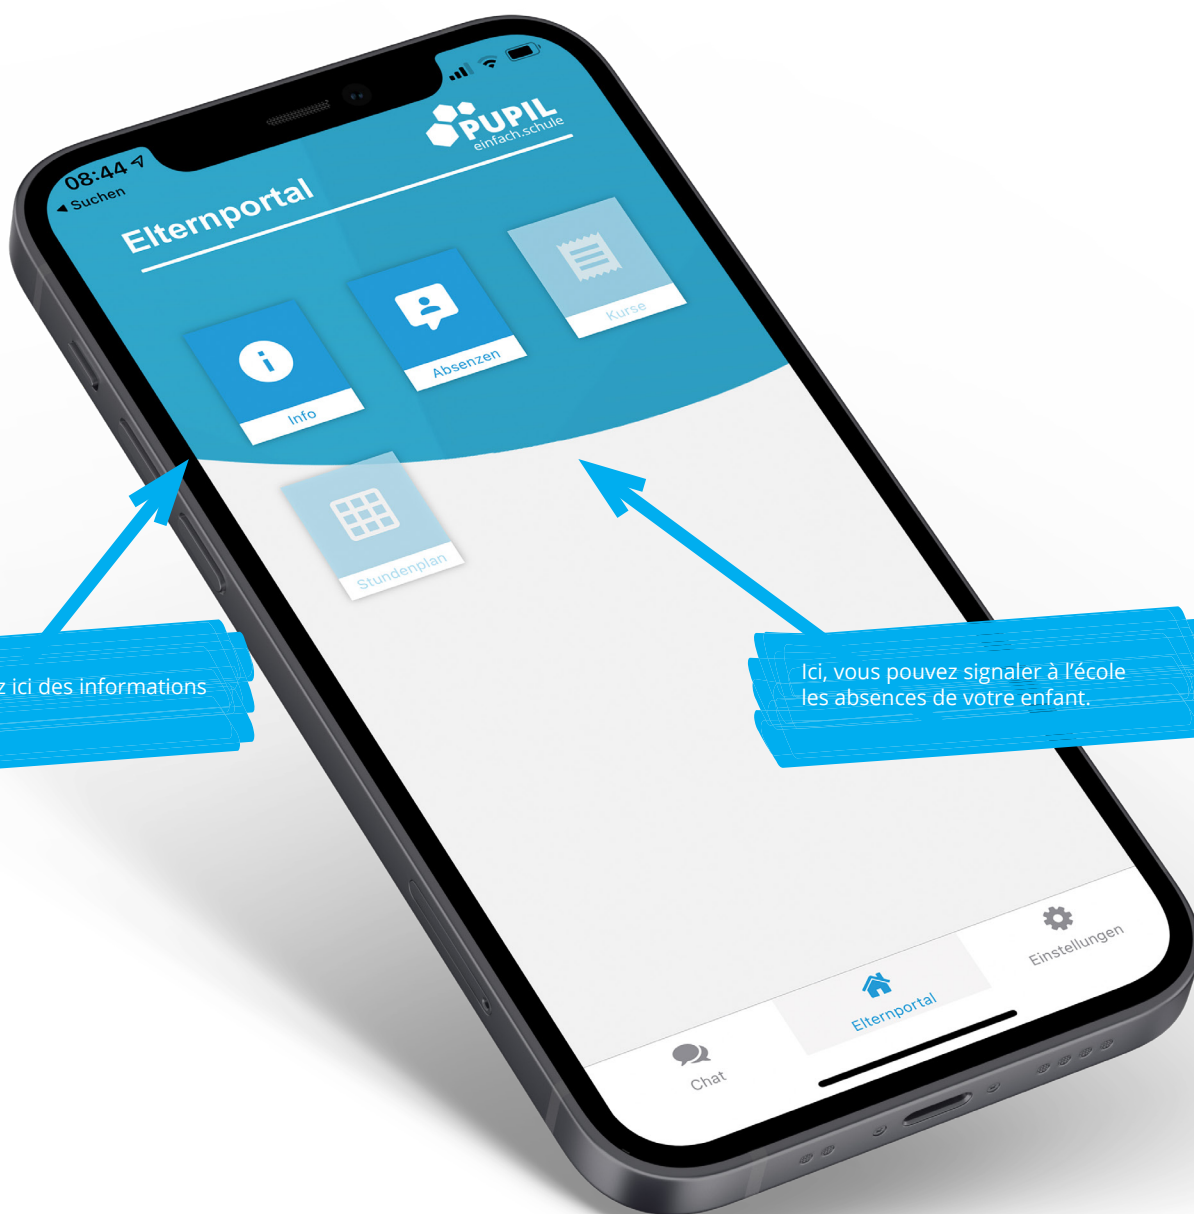 08:44
Suchen
PUPIL
einfach.schule
Elternportal
Info
Absenzen
Kurse
Stundenplan
ici des informations
Ici, vous pouvez signaler à l’école
les absences de votre enfant.
Chat
Elternportal
Einstellungen